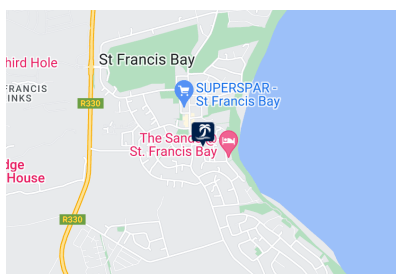 St Francis Bay
Third Hole
SUPERSPAR -
St Francis Bay
FRANCIS
INKS
R330
The Sands @
St. Francis Bay
dge
House
R330